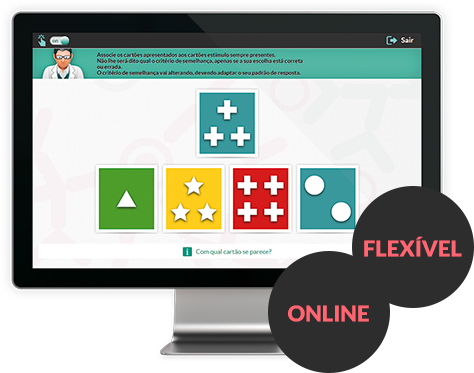 on
Sair
Associe os cartões apresentados aos cartões estímulo sempre presentes.
Não lhe será dito qual o critério de semelhança, apenas se a sua escolha está correta
ou errada.
O critério de semelhança vai alterando, devendo adaptar o seu padrão de resposta.
Com qual cartão se parece?
FLEXÍVEL
ONLINE